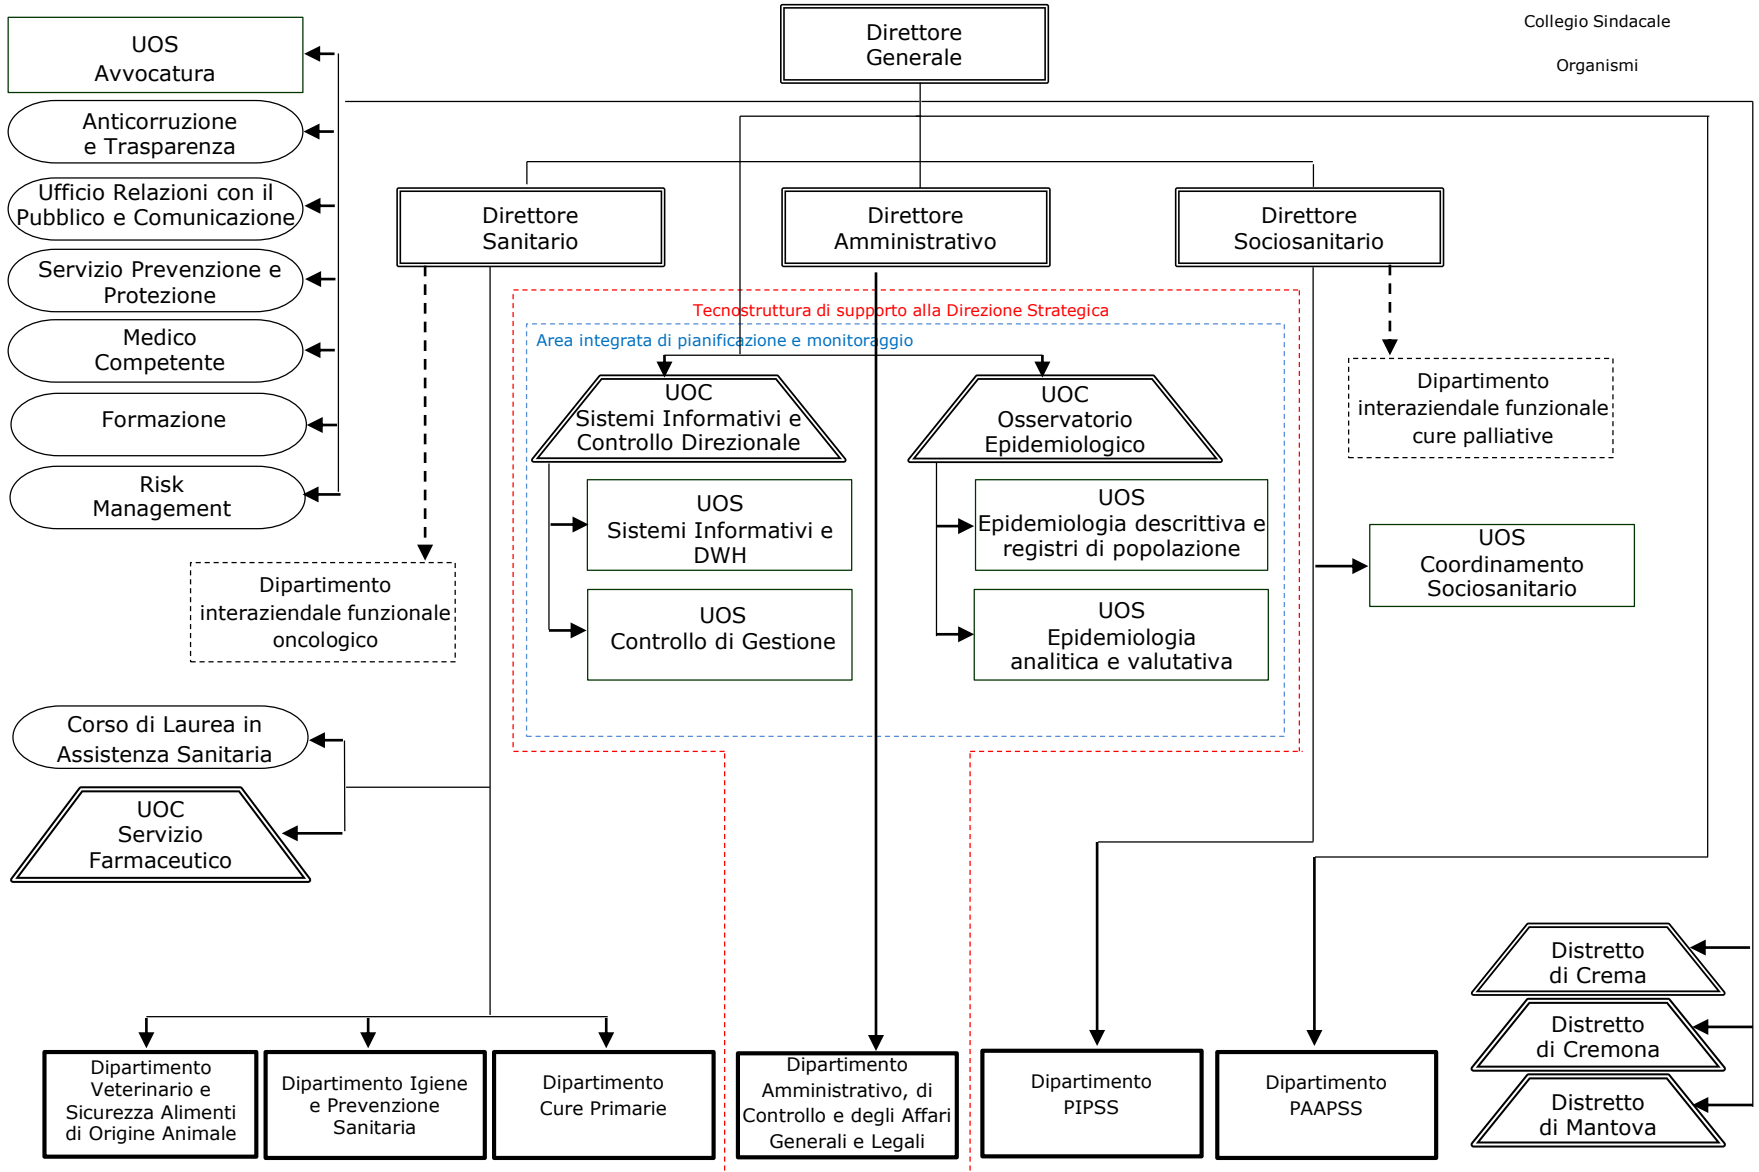 Direttore
Generale
Collegio Sindacale
Organismi
UOS
Avvocatura
Anticorruzione
e Trasparenza
Ufficio Relazioni con il
Pubblico e Comunicazione
Servizio Prevenzione e
Protezione
Medico
Competente
Formazione
Risk
Management
Direttore
Sanitario
Direttore
Amministrativo
Direttore
Sociosanitario
Tecnostruttura di supporto alla Direzione Strategica
Area integrata di pianificazione e monitoraggio
UOC
Sistemi Informativi e
Controllo Direzionale
UOC
Osservatorio
Epidemiologico
Dipartimento
interaziendale funzionale
cure palliative
UOS
Sistemi Informativi e
DWH
UOS
Epidemiologia descrittiva e
registri di popolazione
UOS
Coordinamento
Sociosanitario
Dipartimento
interaziendale funzionale
oncologico
UOS
Controllo di Gestione
UOS
Epidemiologia
analitica e valutativa
Corso di Laurea in
Assistenza Sanitaria
UOC
Servizio
Farmaceutico
Distretto
di Crema
Distretto
di Cremona
Distretto
di Mantova
Dipartimento
Veterinario e
Sicurezza Alimenti
di Origine Animale
Dipartimento Igiene
e Prevenzione
Sanitaria
Dipartimento
Cure Primarie
Dipartimento
Amministrativo, di
Controllo e degli Affari
Generali e Legali
Dipartimento
PIPSS
Dipartimento
PAAPSS